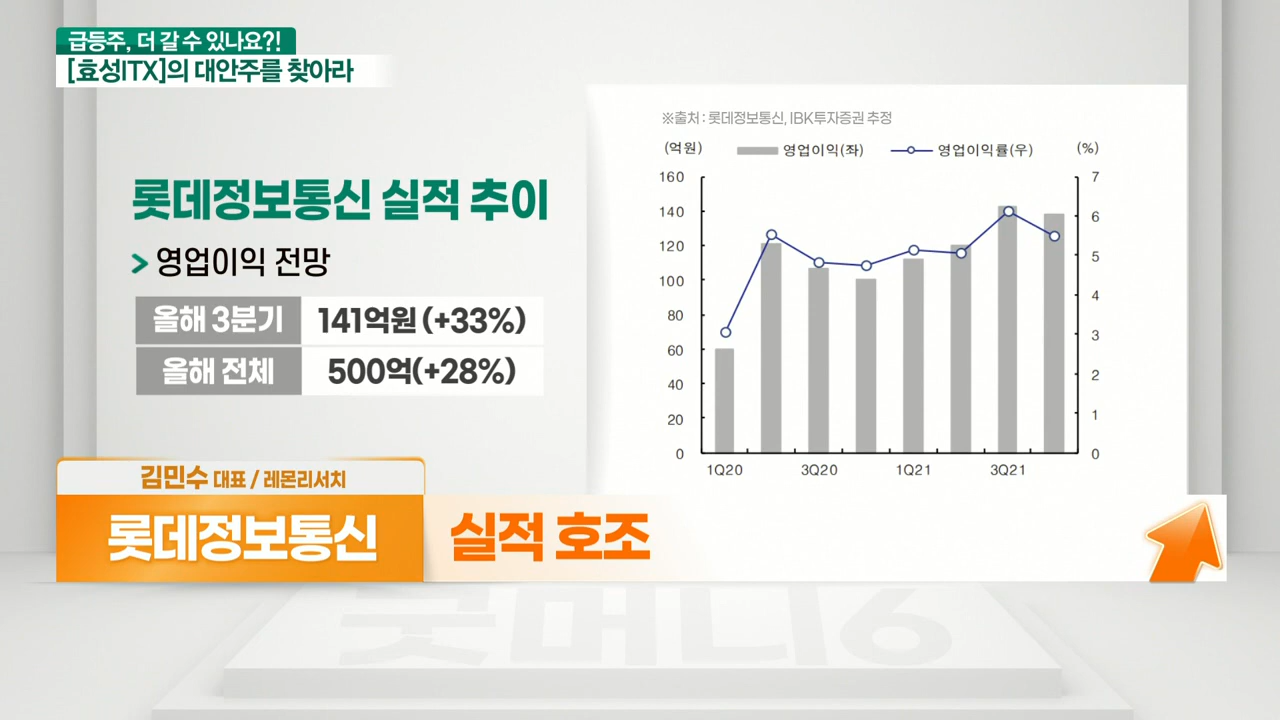 급등주, 더 갈 수 있나요?!
[효성ITX]의 대안주를 찾아라
롯데정보통신 실적 추이
> 영업이익 전망
올해 3분기 141억원 (+33%)
올해 전체 500억(+28%)
※출처 : 롯데정보통신, IBK투자증권 추정
(억원) 영업이익(좌) 영업이익률(우) (%)
160 7
140 6
120 5
100 4
80 3
60 2
40 1
20 0
0
1Q20 3Q20 1Q21 3Q21
김민수 대표 / 레몬리서치
롯데정보통신 실적 호조
굿머니6